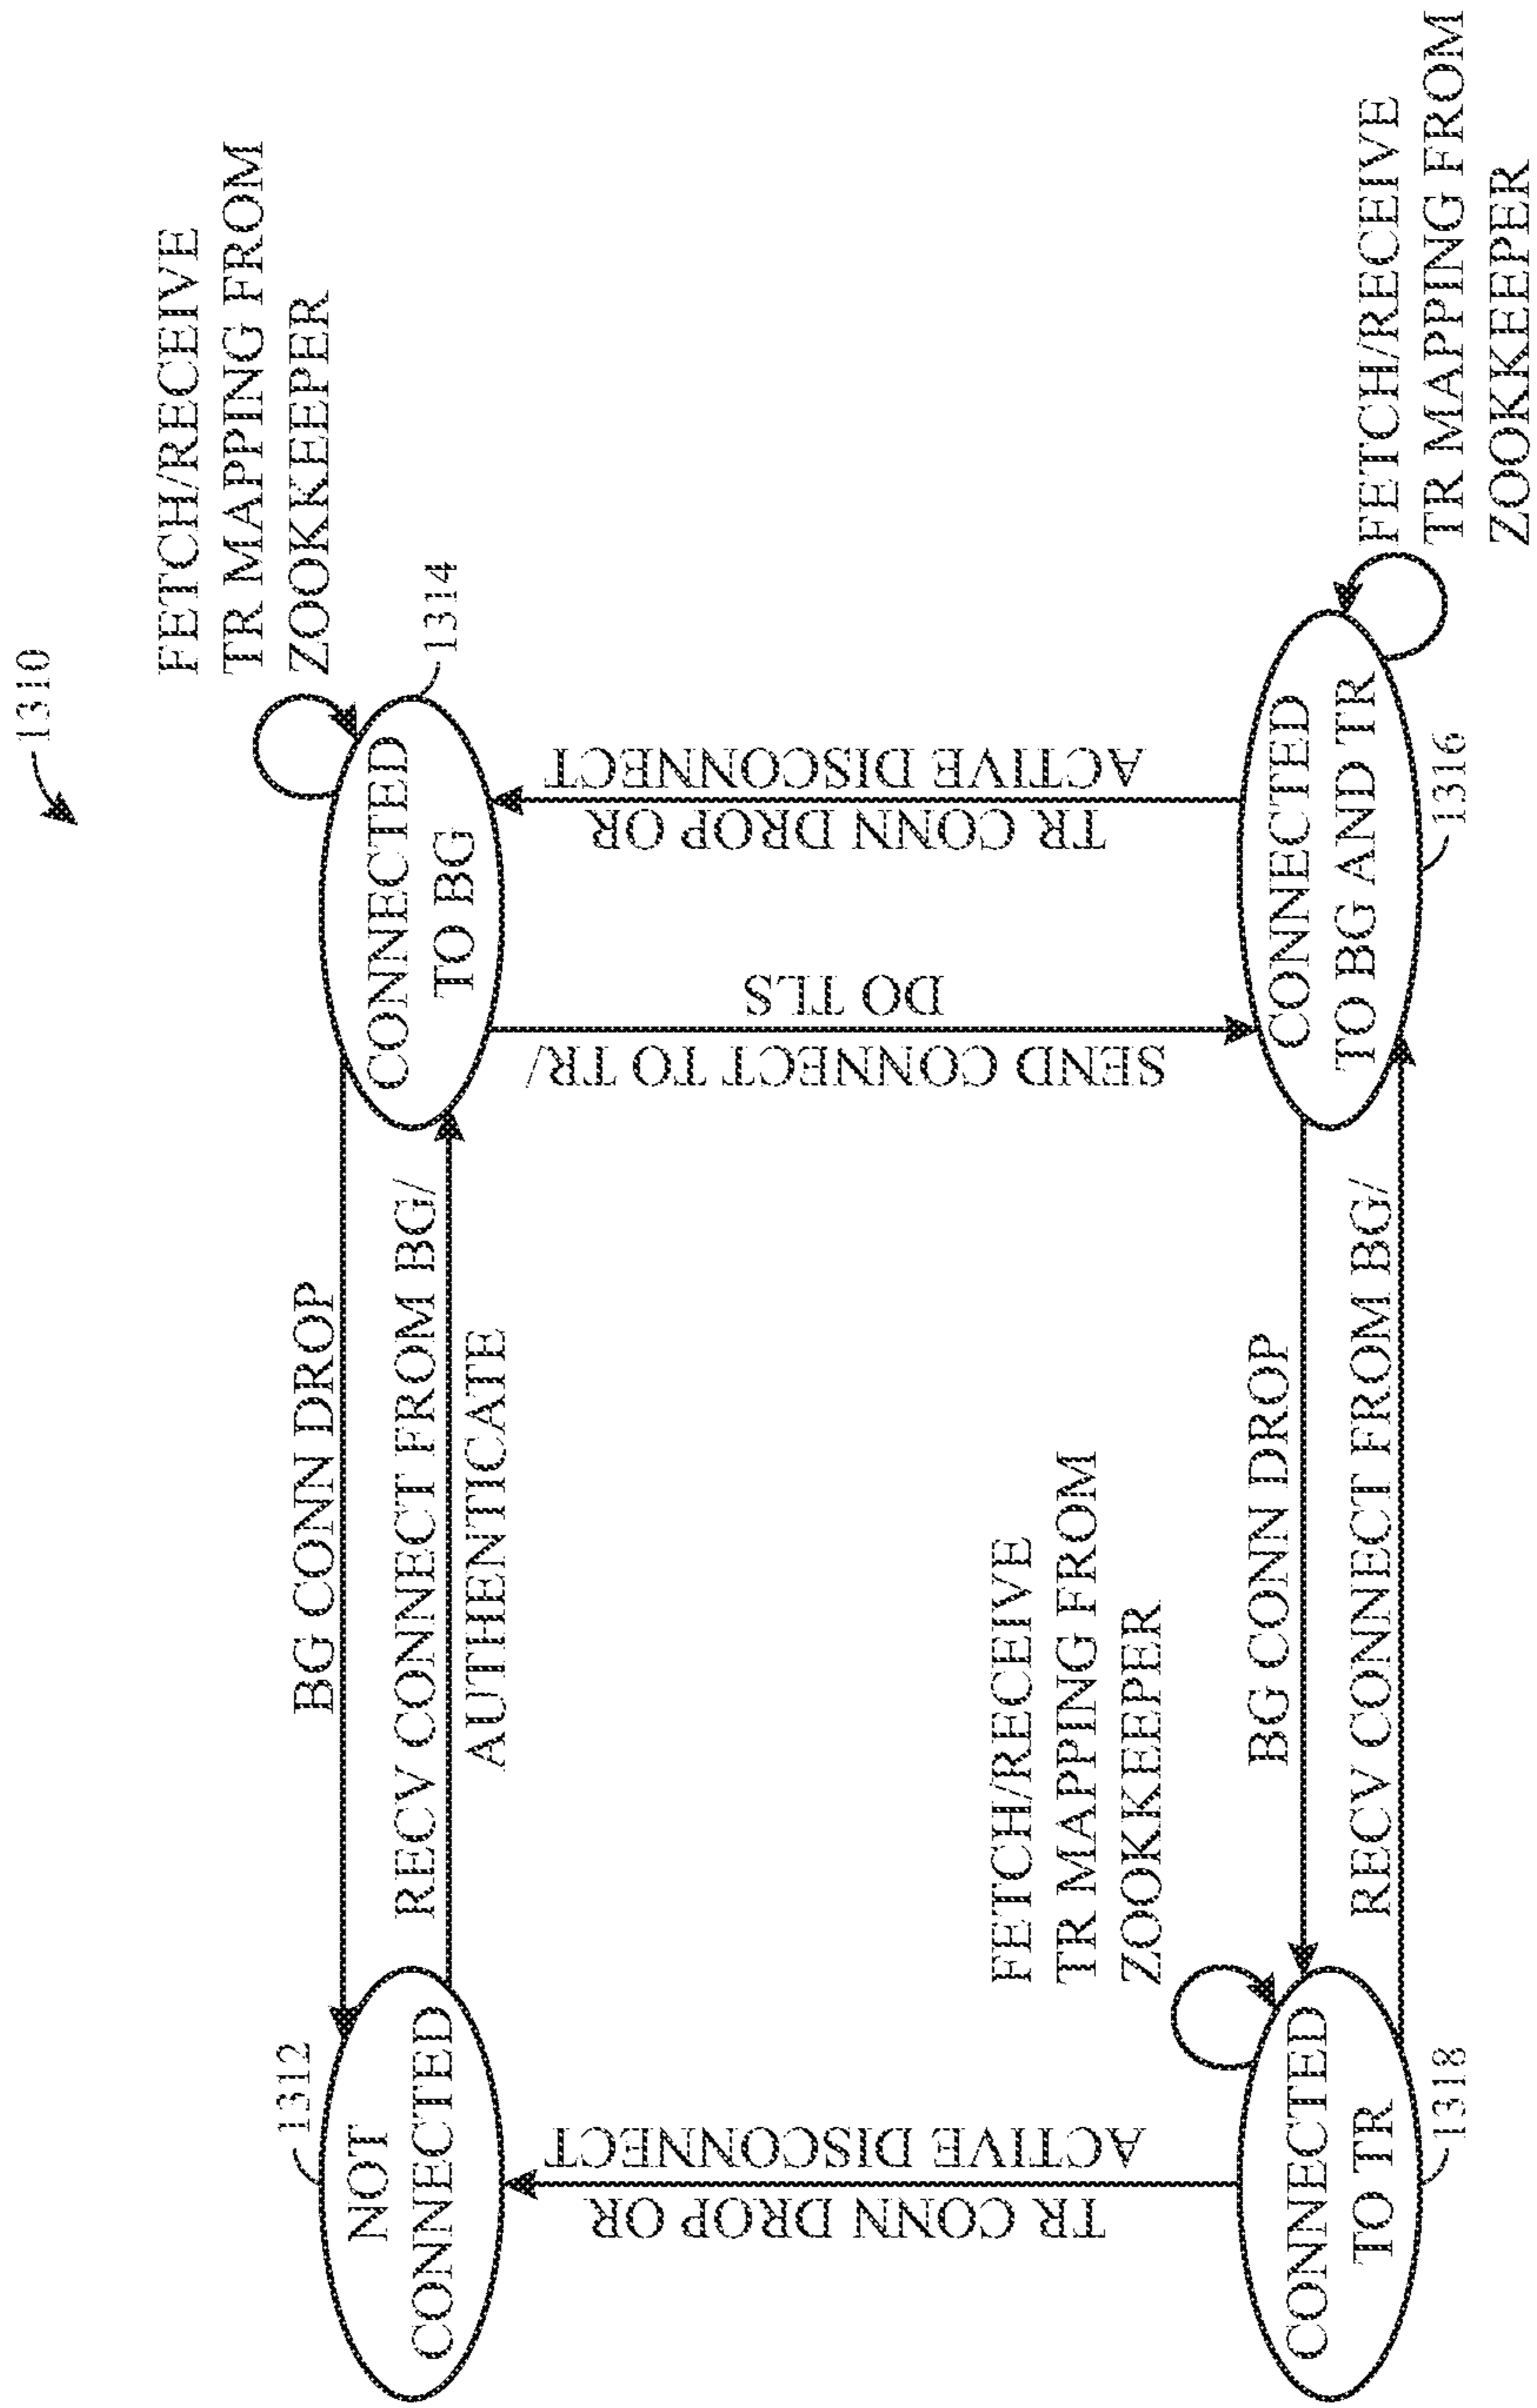 1310
1312
NOT
CONNECTED
BG CONN DROP
RECV CONNECT FROM BG/
AUTHENTICATE
CONNECTED
TO BG
1314
FETCH/RECEIVE
TR MAPPING FROM
ZOOKKEEPER
TR CONN DROP OR
ACTIVE DISCONNECT
SEND CONNECT TO TR/
DO TLS
TR CONN DROP OR
ACTIVE DISCONNECT
FETCH/RECEIVE
TR MAPPING FROM
ZOOKKEEPER
CONNECTED
TO TR
1318
BG CONN DROP
RECV CONNECT FROM BG/
CONNECTED
TO BG AND TR
1316
FETCH/RECEIVE
TR MAPPING FROM
ZOOKKEEPER